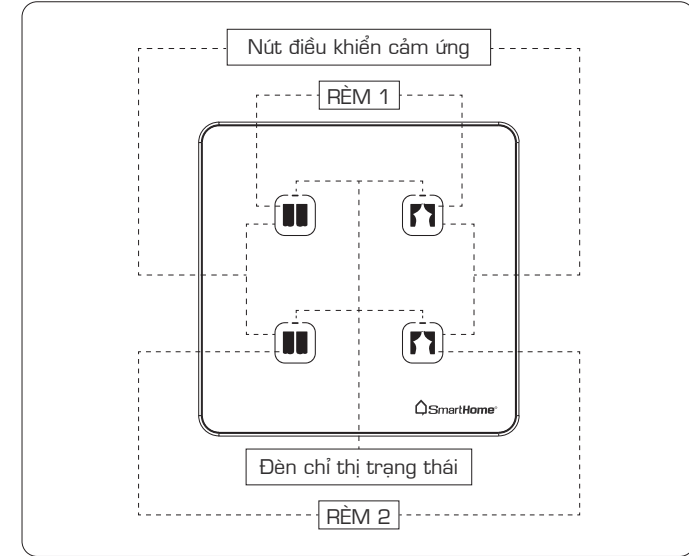 Nút điều khiển cảm ứng
RÈM 1
SmartHome®
Đèn chỉ thị trạng thái
RÈM 2